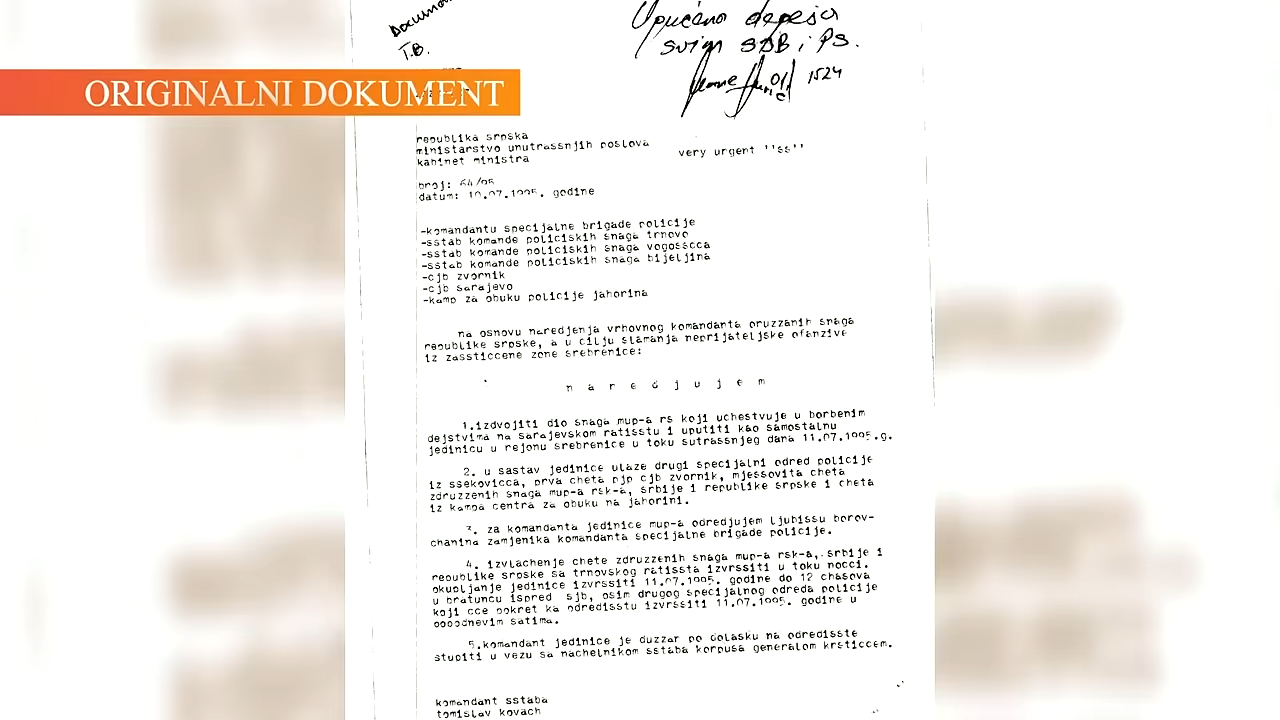 Upućeno depeša
T.B.
svim SDB i PS.
1524
ORIGINALNI DOKUMENT
republika srpska
ministarstvo unutrassnjih poslova
kabinet ministra
very urgent ''ss''
broj: 64/95
datum: 10.07.1995. godine
-komandantu specijalne brigade policije
-sstab komande policiskih snaga trnovo
-sstab komande policiskih snaga vogosscca
-sstab komande policiskih snaga bijeljina
-cjb zvornik
-cjb sarajevo
-kamp za obuku policije jahorina
na osnovu naredjenja vrhovnog komandanta oruzzanih snaga
republike srpske, a u cilju slamanja neprijateljske ofanzive
iz zassticcene zone srebrenice:
n a r e d j u j e m
1.izdvojiti dio snaga mup-a rs koji uchestvuje u borbenim
dejstvima na sarajevskom ratisstu i uputiti kao samostalnu
jedinicu u rejonu srebrenice u toku sutrassnjeg dana 11.07.1995.g.
2. u sastav jedinice ulaze drugi specijalni odred policije
iz ssekovicca, prva cheta pjp cjb zvornik, mjessovita cheta
zdruzzenih snaga mup-a rsk-a, srbije i republike srpske i cheta
iz kampa centra za obuku na jahorini.
3. za komandanta jedinice mup-a odredjujem ljubissu borov-
chanina zamjenika komandanta specijalne brigade policije.
4. izvlachenje chete zdruzzenih snaga mup-a rsk-a, srbije i
republike srpske sa trnovskog ratissta izvrssiti u toku nocci.
okupljanje jedinice izvrssiti 11.07.1995. godine do 12 chasova
u bratuncu ispred sjb, osim drugog specijalnog odreda policije
koji cce pokret ka odredisstu izvrssiti 11.07.1995. godine u
popodnevim satima.
5.komandant jedinice je duzzar po dolasku na odredisste
stupiti u vezu sa nachelnikom sstaba korpusa generalom krsticcem.
komandant sstaba
tomislav kovach